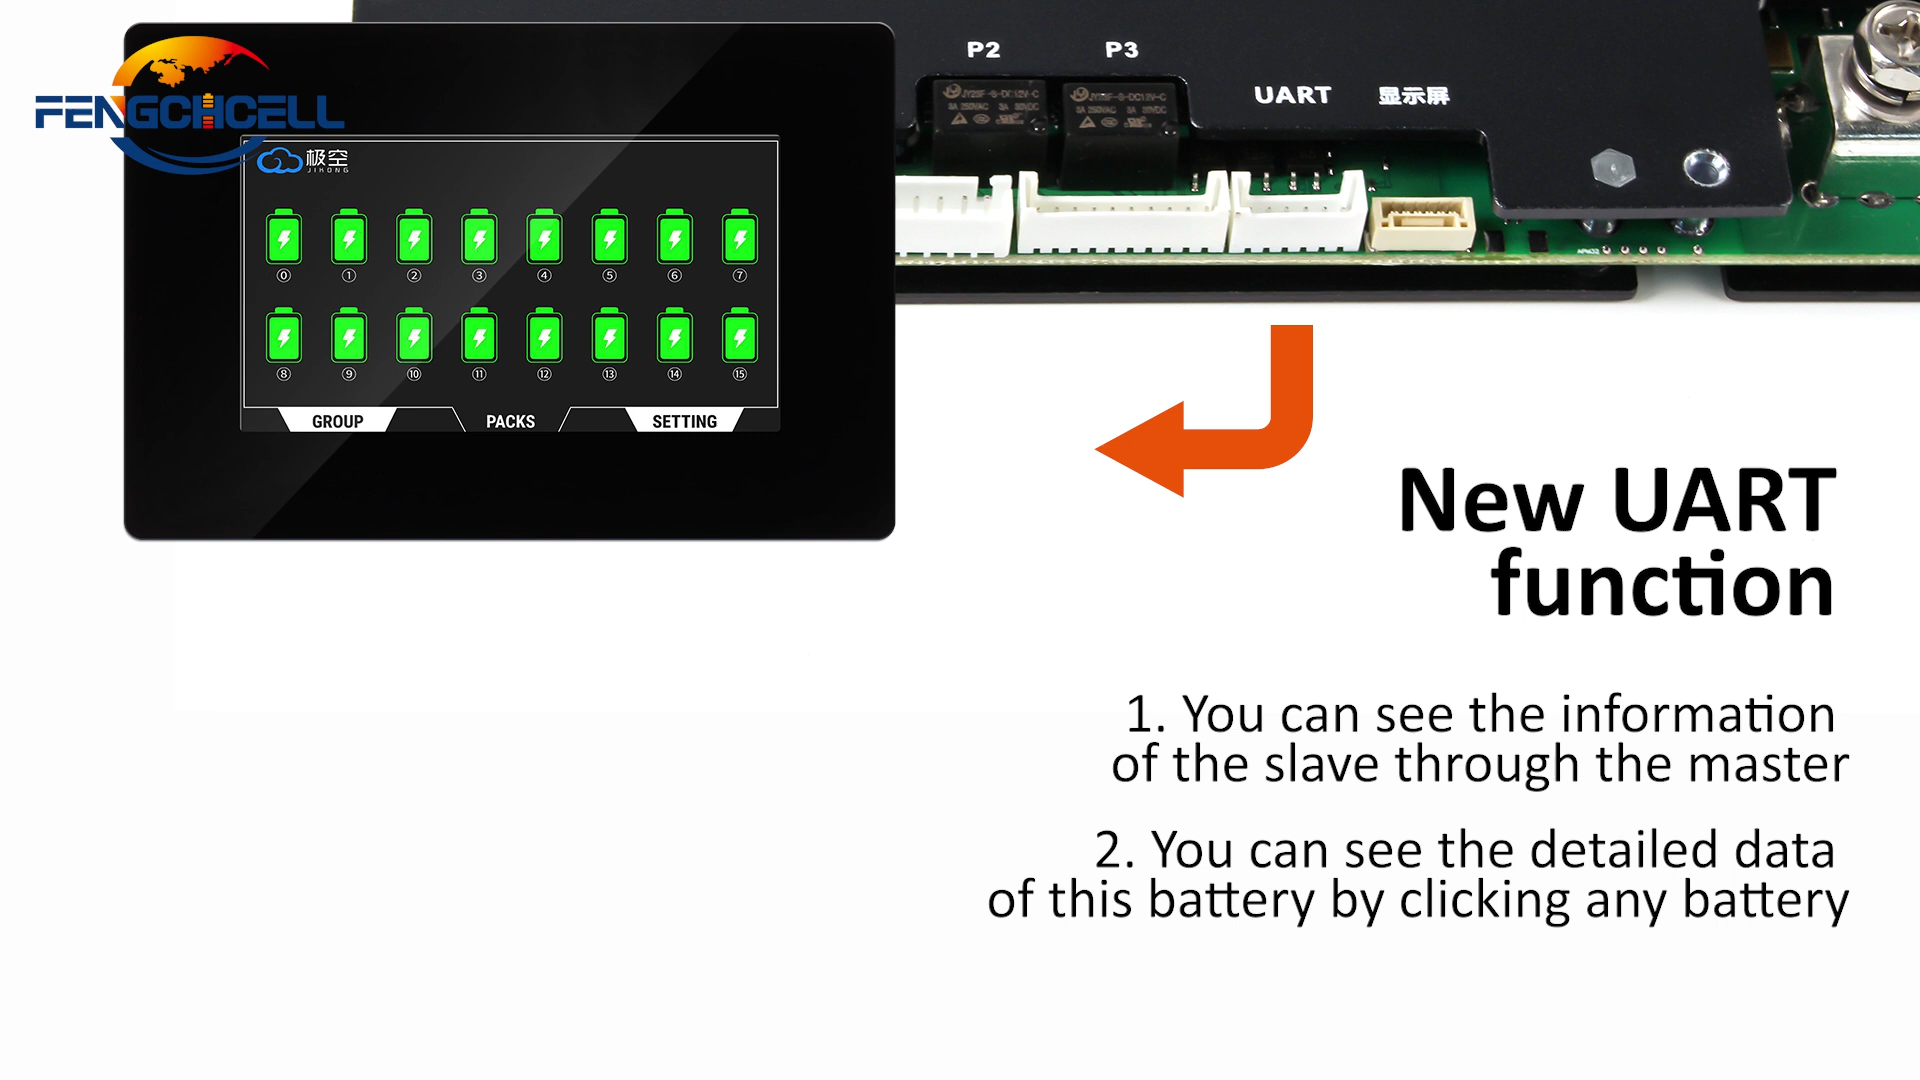 FENGCHCELL
极空
JIKONG
⓪ ① ② ③ ④ ⑤ ⑥ ⑦
⑧ ⑨ ⑩ ⑪ ⑫ ⑬ ⑭ ⑮
GROUP PACKS SETTING
P2 P3
UART 显示屏
New UART
function
1. You can see the information
of the slave through the master
2. You can see the detailed data
of this battery by clicking any battery